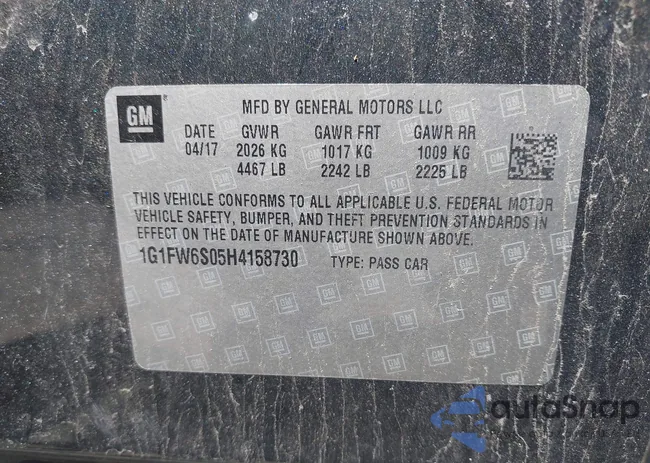 GM
MFD BY GENERAL MOTORS LLC
DATE GVWR GAWR FRT GAWR RR
04/17 2026 KG 1017 KG 1009 KG
4467 LB 2242 LB 2225 LB
THIS VEHICLE CONFORMS TO ALL APPLICABLE U.S. FEDERAL MOTOR
VEHICLE SAFETY, BUMPER, AND THEFT PREVENTION STANDARDS IN
EFFECT ON THE DATE OF MANUFACTURE SHOWN ABOVE.
1G1FW6S05H4158730 TYPE: PASS CAR
autoSnap